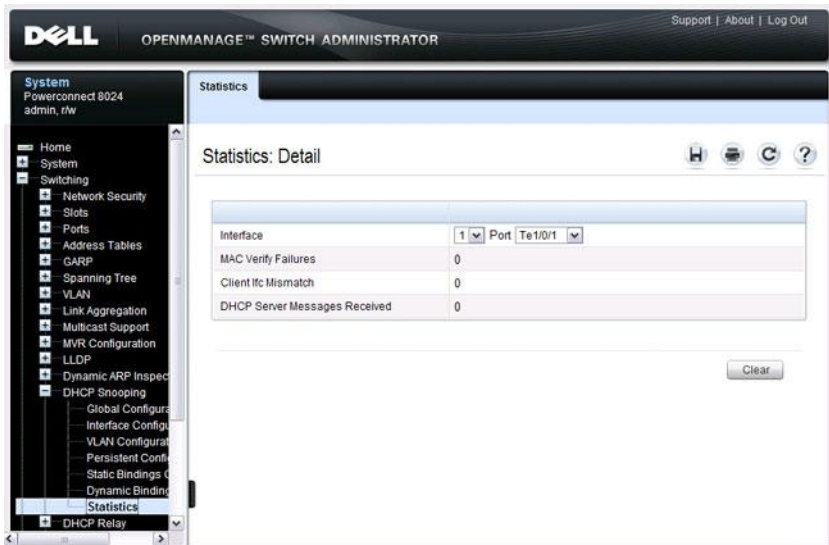 Support | About | Log Out
DELL OPENMANAGE™ SWITCH ADMINISTRATOR
System
Powerconnect 8024
admin, r/w
Home
System
Switching
Network Security
Slots
Ports
Address Tables
GARP
Spanning Tree
VLAN
Link Aggregation
Multicast Support
MVR Configuration
LLDP
Dynamic ARP Inspec
DHCP Snooping
Global Configura
Interface Configu
VLAN Configurat
Persistent Confi
Static Bindings C
Dynamic Binding
Statistics
DHCP Relay
Statistics
Statistics: Detail
Interface 1 Port Te1/0/1
MAC Verify Failures 0
Client Ifc Mismatch 0
DHCP Server Messages Received 0
Clear